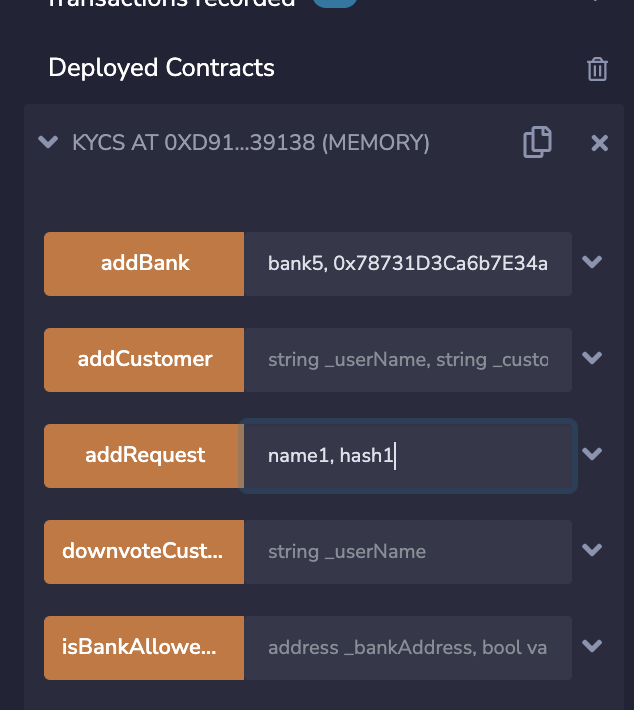 Transactions recorded
Deployed Contracts
KYCS AT 0XD91...39138 (MEMORY)
addBank
bank5, 0x78731D3Ca6b7E34a
addCustomer
string _userName, string _custo
addRequest
name1, hash1
downvoteCust...
string _userName
isBankAllowe...
address _bankAddress, bool va